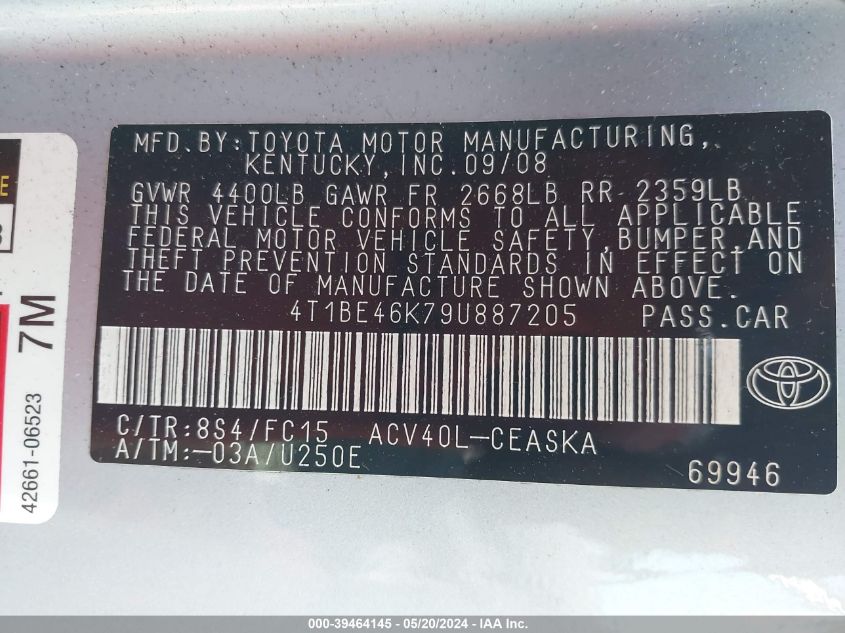 MFD.BY:TOYOTA MOTOR MANUFACTURING,
KENTUCKY,INC.09/08
GVWR 4400LB GAWR FR 2668LB RR 2359LB
THIS VEHICLE CONFORMS TO ALL APPLICABLE
FEDERAL MOTOR VEHICLE SAFETY,BUMPER,AND
THEFT PREVENTION STANDARDS IN EFFECT ON
THE DATE OF MANUFACTURE SHOWN ABOVE.
4T1BE46K79U887205 PASS.CAR
C/TR:8S4/FC15 ACV40L-CEASKA
A/TM:-03A/U250E
69946
7M
42661-06523
000-39464145 - 05/20/2024 - IAA Inc.